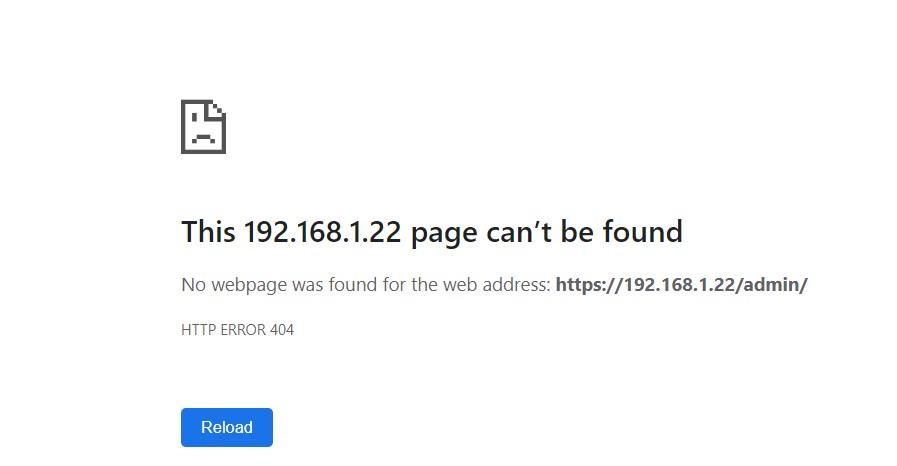 This 192.168.1.22 page can’t be found
No webpage was found for the web address: https://192.168.1.22/admin/
HTTP ERROR 404
Reload